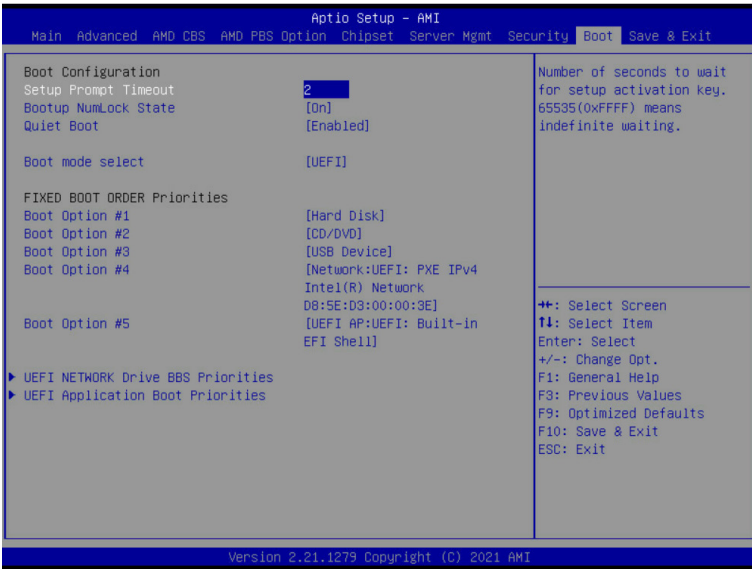 Aptio Setup - AMI
Main Advanced AMD CBS AMD PBS Option Chipset Server Mgmt Security Boot Save & Exit
Boot Configuration
Setup Prompt Timeout 2
Bootup NumLock State [On]
Quiet Boot [Enabled]
Boot mode select [UEFI]
FIXED BOOT ORDER Priorities
Boot Option #1 [Hard Disk]
Boot Option #2 [CD/DVD]
Boot Option #3 [USB Device]
Boot Option #4 [Network:UEFI: PXE IPv4
Intel(R) Network
D8:5E:D3:00:00:3E]
Boot Option #5 [UEFI AP:UEFI: Built-in
EFI Shell]
UEFI NETWORK Drive BBS Priorities
UEFI Application Boot Priorities
Number of seconds to wait
for setup activation key.
65535(0xFFFF) means
indefinite waiting.
→←: Select Screen
↑↓: Select Item
Enter: Select
+/-: Change Opt.
F1: General Help
F3: Previous Values
F9: Optimized Defaults
F10: Save & Exit
ESC: Exit
Version 2.21.1279 Copyright (C) 2021 AMI